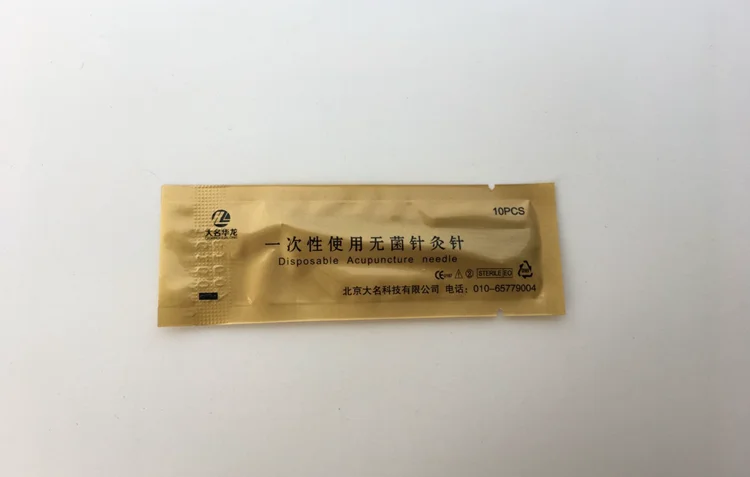 10PCS
大名华龙
一次性使用无菌针灸针
Disposable Acupuncture needle
STERILE EO
北京大名科技有限公司 电话：010-65779004